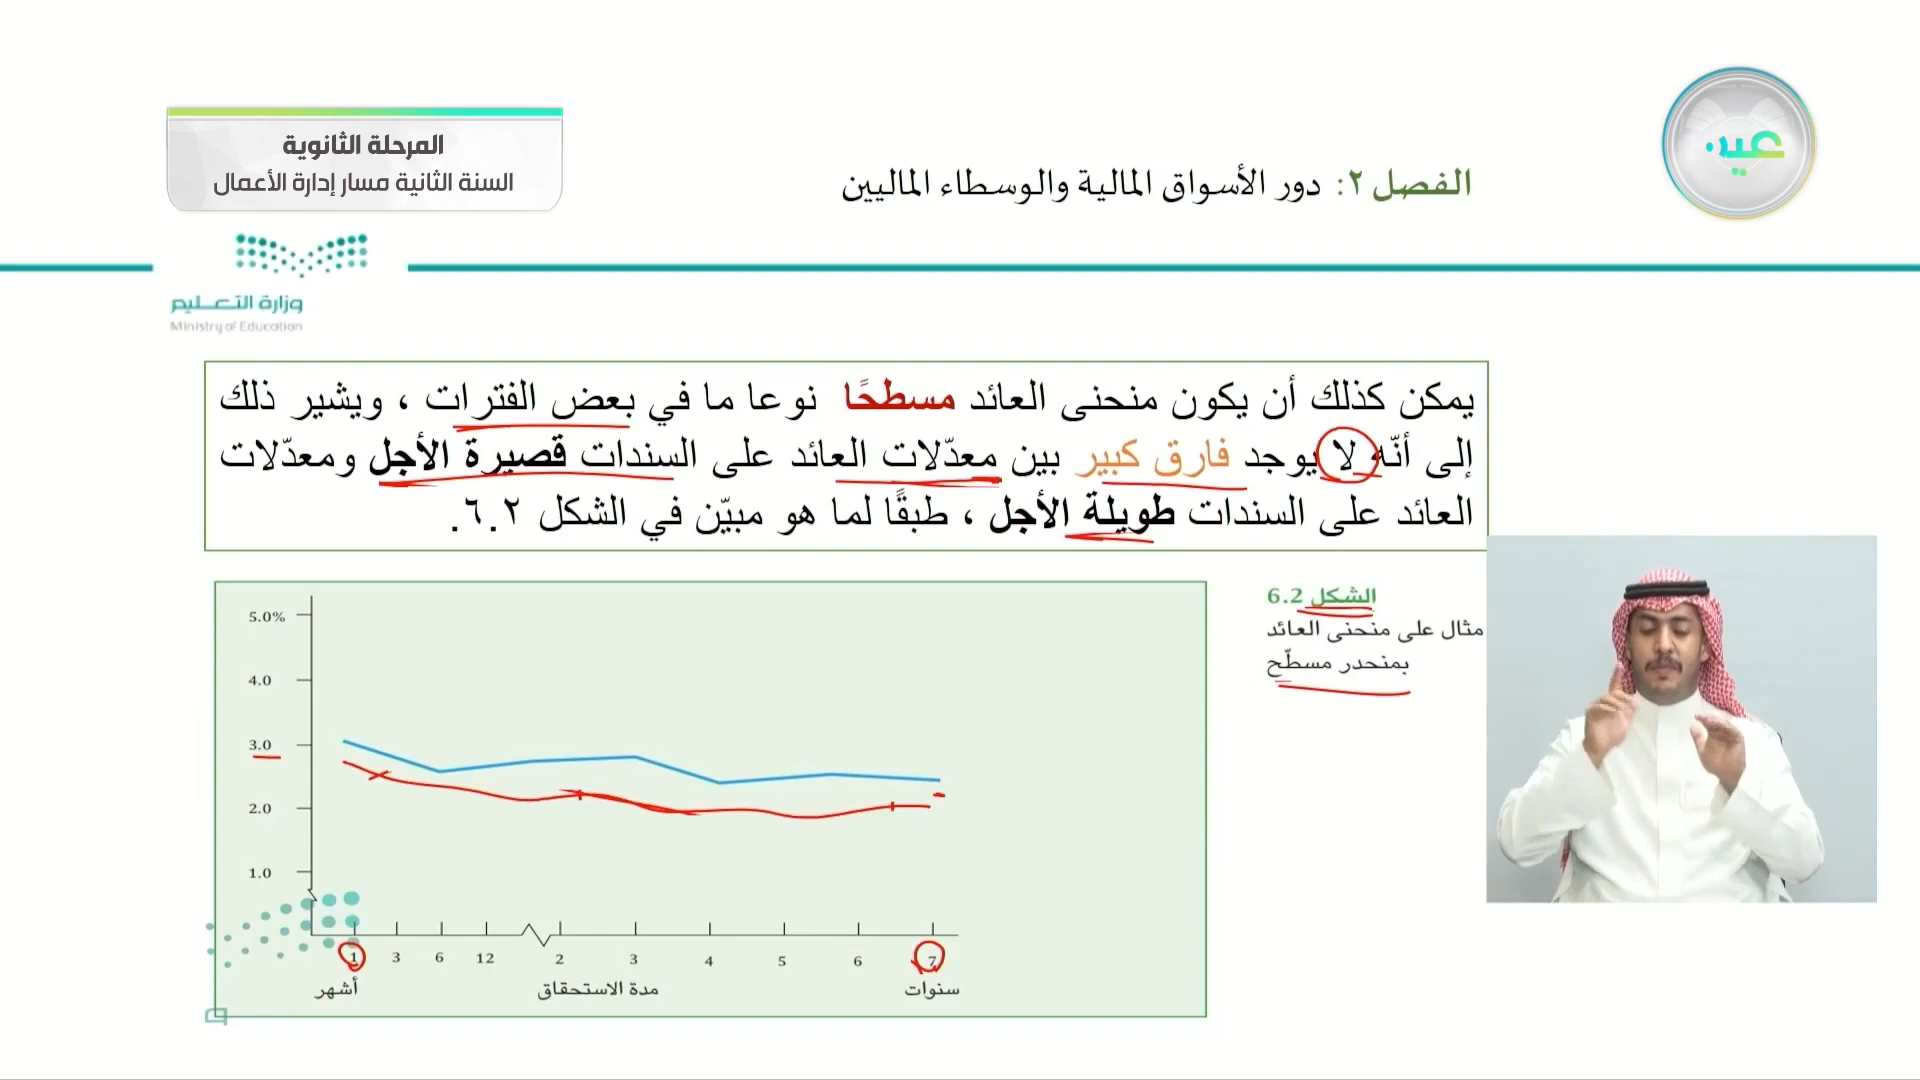 المرحلة الثانوية
السنة الثانية مسار إدارة الأعمال
عين
الفصل ٢: دور الأسواق المالية والوسطاء الماليين
وزارة التعليم
Ministry of Education
يمكن كذلك أن يكون منحنى العائد مسطحًا نوعا ما في بعض الفترات ، ويشير ذلك
إلى أنّه لا يوجد فارق كبير بين معدّلات العائد على السندات قصيرة الأجل ومعدّلات
العائد على السندات طويلة الأجل ، طبقًا لما هو مبيّن في الشكل ٦.٢.
الشكل 6.2
مثال على منحنى العائد
بمنحدر مسطّح
5.0%
4.0
3.0
2.0
1.0
1 3 6 12 2 3 4 5 6 7
أشهر مدة الاستحقاق سنوات